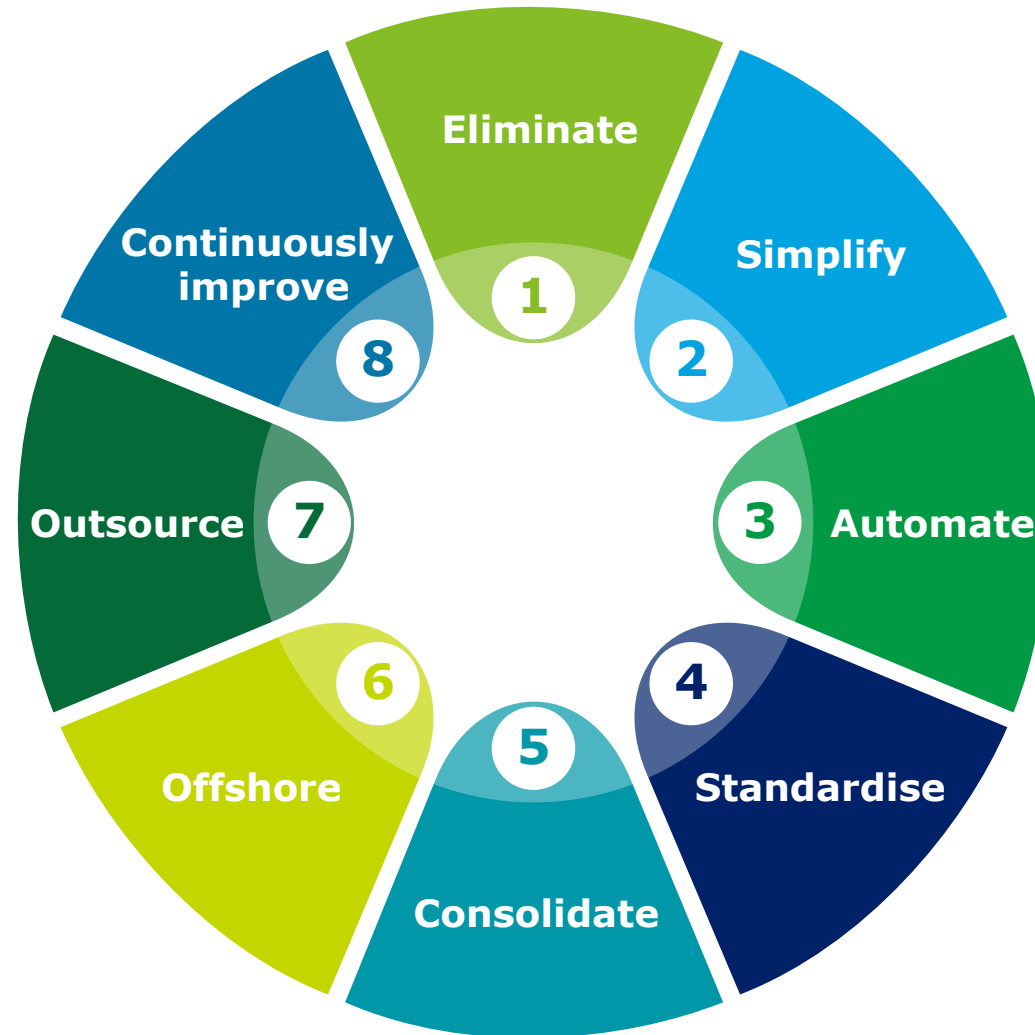 1
Eliminate
2
Simplify
3
Automate
4
Standardise
5
Consolidate
6
Offshore
7
Outsource
8
Continuously
improve